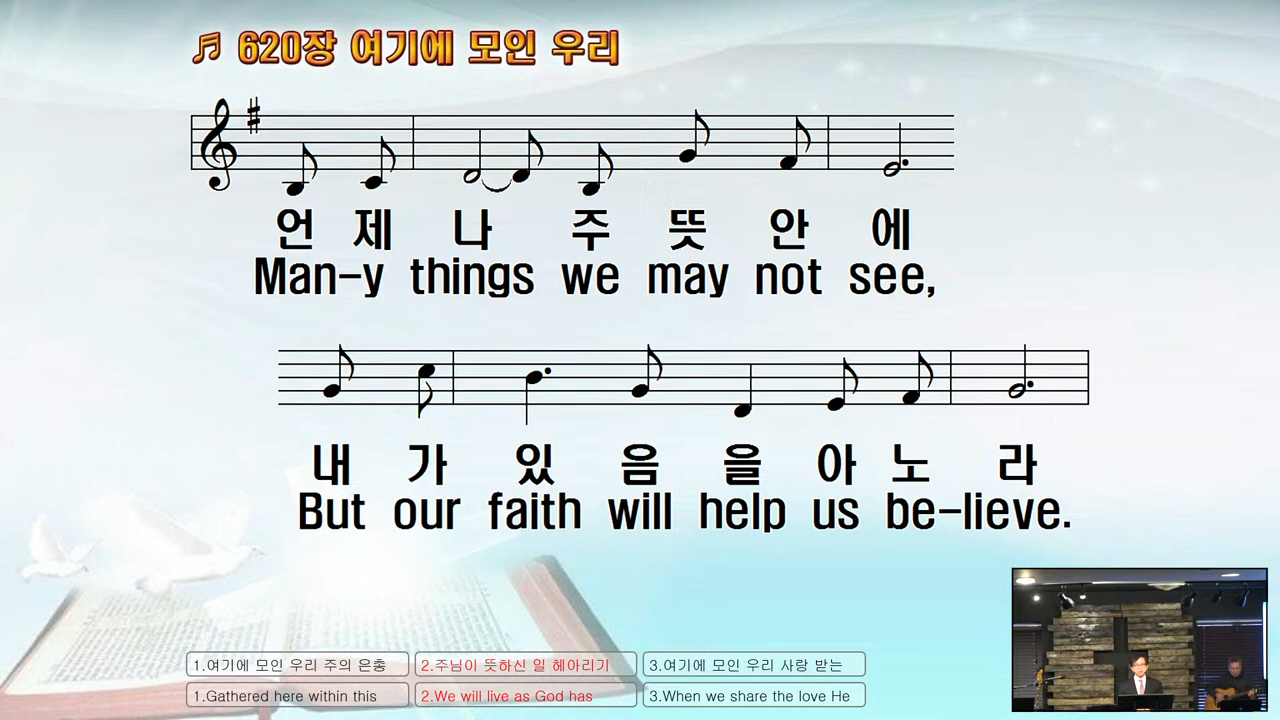 ♬ 620장 여기에 모인 우리
언 제 나 주 뜻 안 에
Man-y things we may not see,
내 가 있 음 을 아 노 라
But our faith will help us be-lieve.
1.여기에 모인 우리 주의 은총 2.주님이 뜻하신 일 헤아리기 3.여기에 모인 우리 사랑 받는
1.Gathered here within this 2.We will live as God has 3.When we share the love He